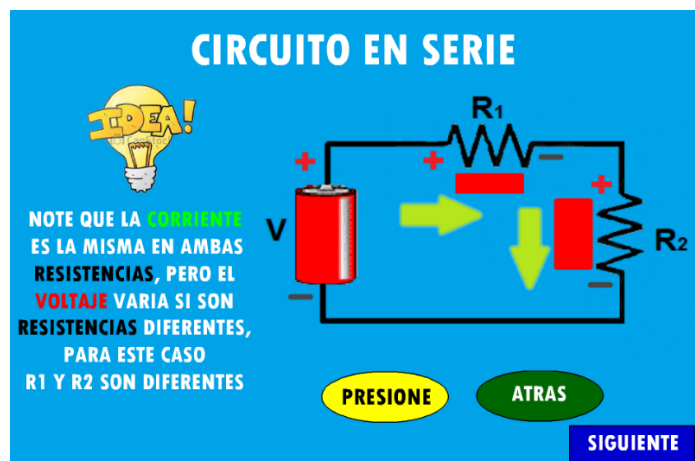 CIRCUITO EN SERIE
IDEA!
NOTE QUE LA CORRIENTE
ES LA MISMA EN AMBAS
RESISTENCIAS, PERO EL
VOLTAJE VARIA SI SON
RESISTENCIAS DIFERENTES,
PARA ESTE CASO
R1 Y R2 SON DIFERENTES
R1
+
+
−
+
V
R2
−
−
PRESIONE
ATRAS
SIGUIENTE